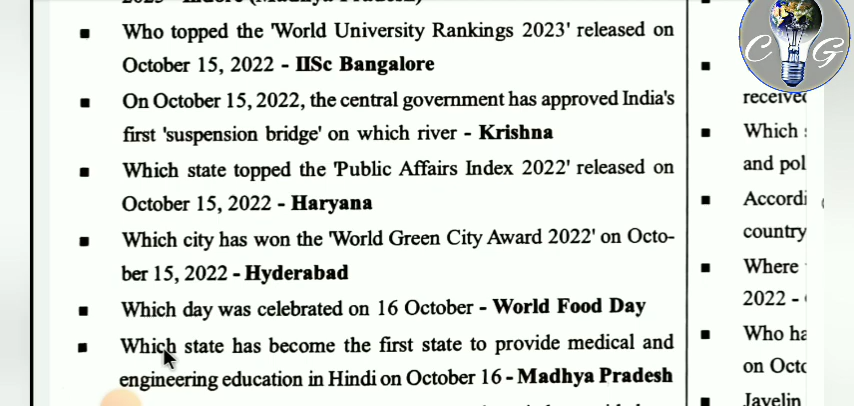 Who topped the 'World University Rankings 2023' released on
October 15, 2022 - IISc Bangalore
On October 15, 2022, the central government has approved India's
first 'suspension bridge' on which river - Krishna
Which state topped the 'Public Affairs Index 2022' released on
October 15, 2022 - Haryana
Which city has won the 'World Green City Award 2022' on Octo-
ber 15, 2022 - Hyderabad
Which day was celebrated on 16 October - World Food Day
Which state has become the first state to provide medical and
engineering education in Hindi on October 16 - Madhya Pradesh
C G
Which
and pol
country
Where
2022 -
Who ha
on Octo
Javelin